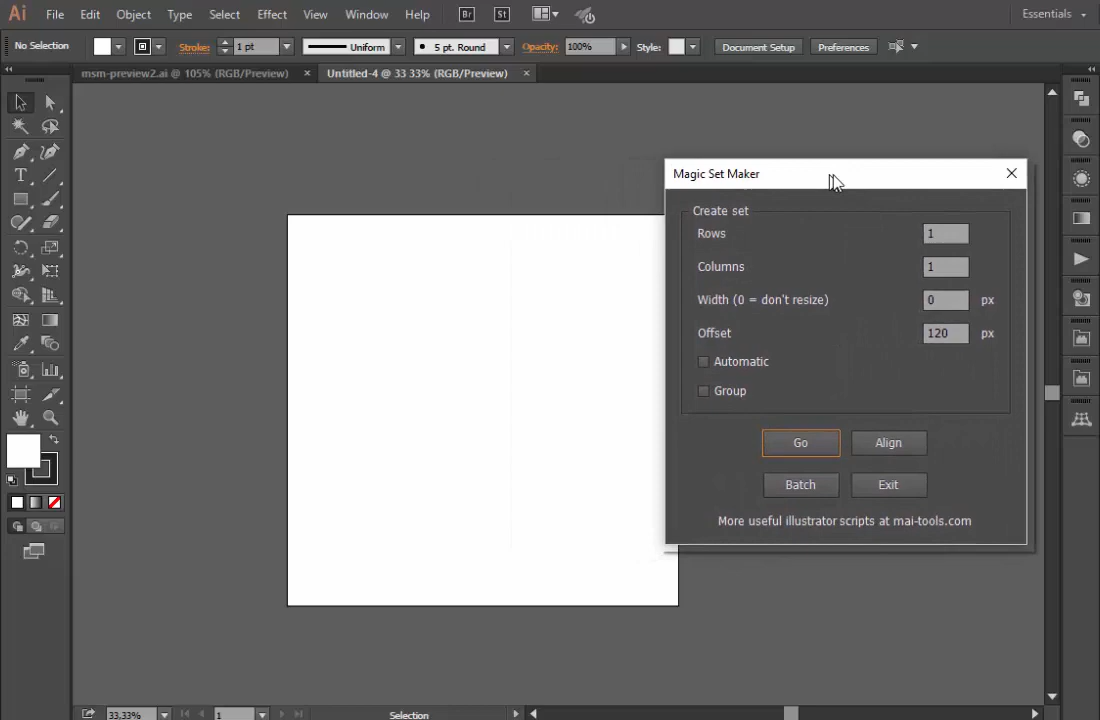 Ai File Edit Object Type Select Effect View Window Help Br St Essentials
No Selection Stroke: 1 pt Uniform 5 pt. Round Opacity: 100% Style: Document Setup Preferences
msm-preview2.ai @ 105% (RGB/Preview) × Untitled-4 @ 33 33% (RGB/Preview) ×
Magic Set Maker
Create set
Rows 1
Columns 1
Width (0 = don't resize) 0 px
Offset 120 px
Automatic
Group
Go Align
Batch Exit
More useful illustrator scripts at mai-tools.com
33,33% 1 Selection